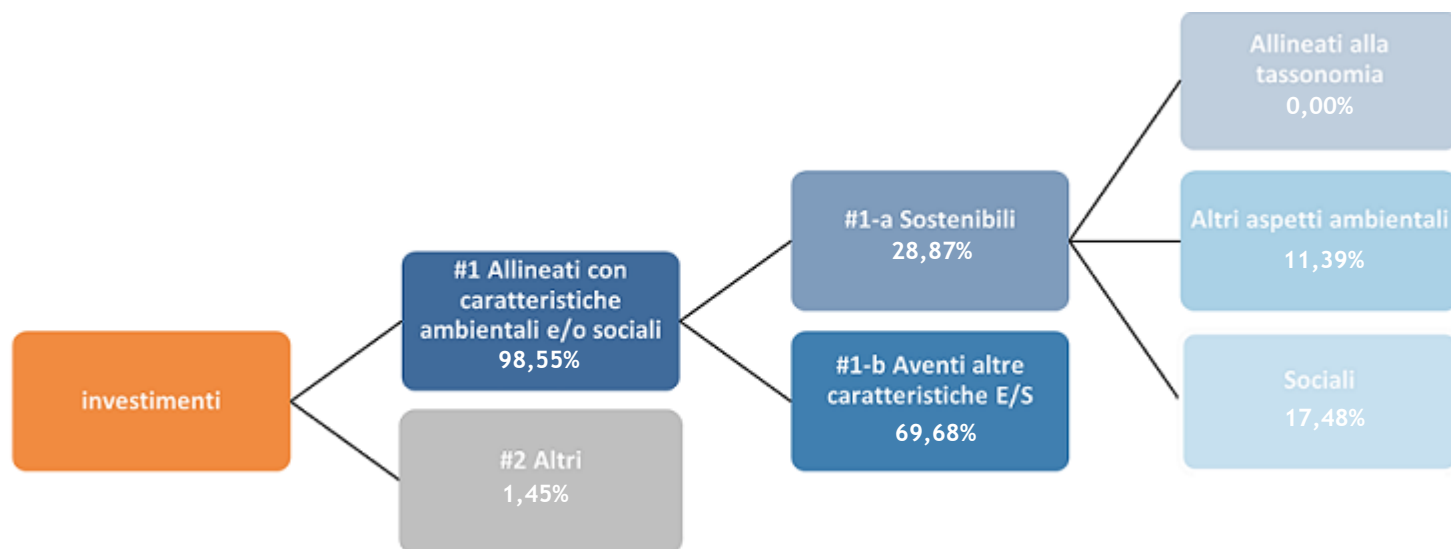 investimenti
#1 Allineati con
caratteristiche
ambientali e/o sociali
98,55%
#2 Altri
1,45%
#1-a Sostenibili
28,87%
#1-b Aventi altre
caratteristiche E/S
69,68%
Allineati alla
tassonomia
0,00%
Altri aspetti ambientali
11,39%
Sociali
17,48%